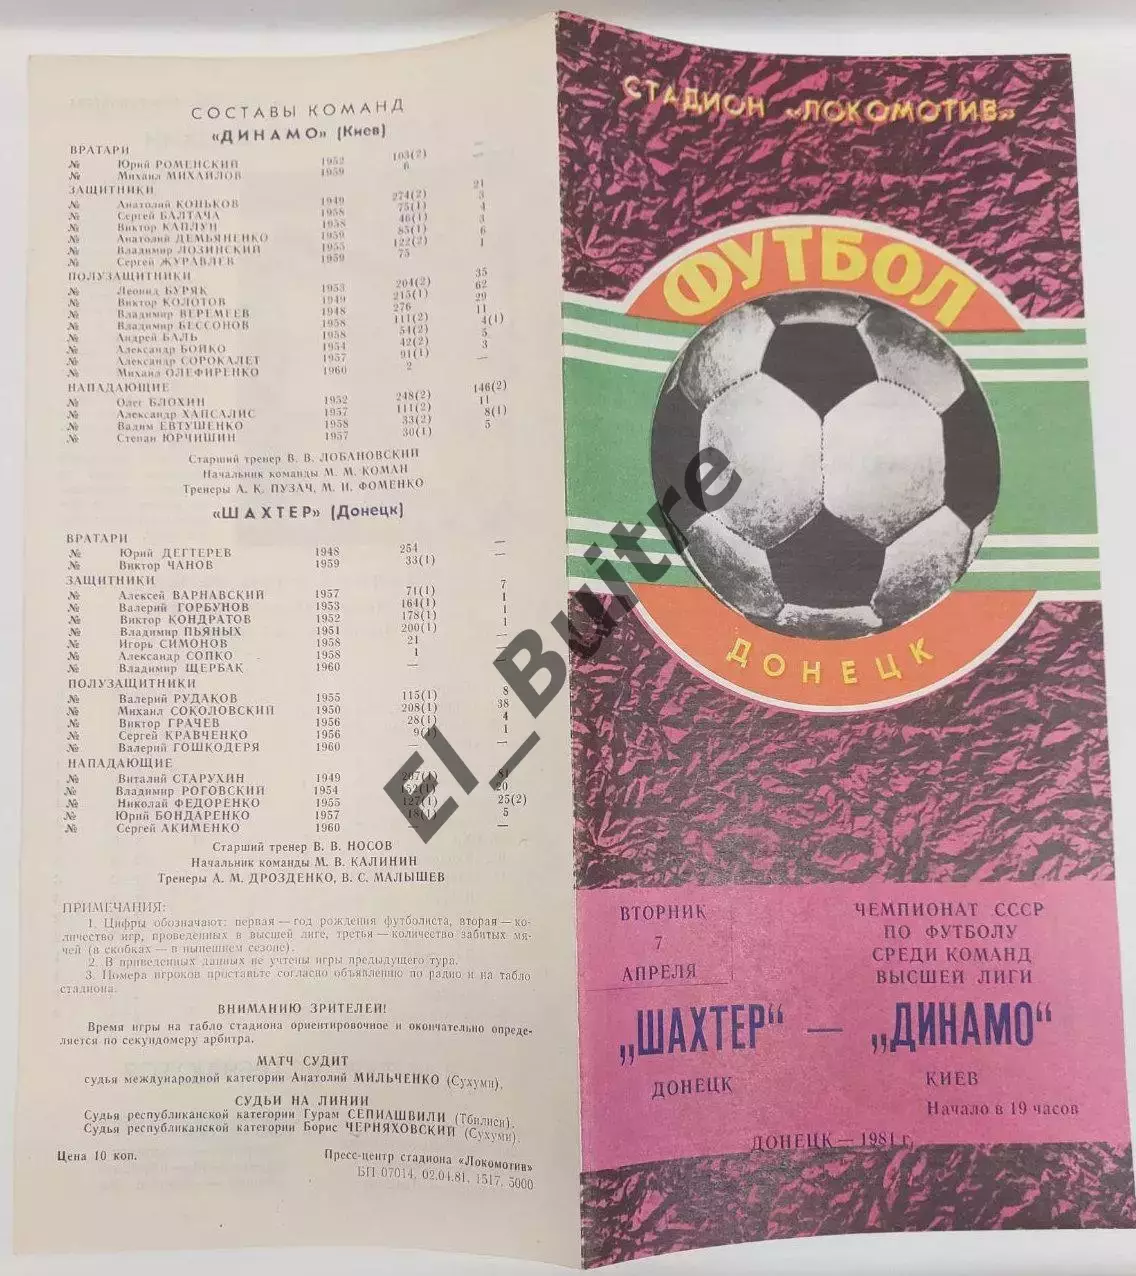 СОСТАВЫ КОМАНД
«ДИНАМО» (Киев)
ВРАТАРИ
№ Юрий РОМЕНСКИЙ 1952 103(2) —
№ Михаил МИХАЙЛОВ 1959 6 —
ЗАЩИТНИКИ
№ Анатолий КОНЬКОВ 1949 274(2) 21
№ Сергей БАЛТАЧА 1958 75(1) 3
№ Виктор КАПЛУН 1958 46(1) 4
№ Анатолий ДЕМЬЯНЕНКО 1959 85(1) 3
№ Владимир ЛОЗИНСКИЙ 1955 122(2) 6
№ Сергей ЖУРАВЛЕВ 1959 75 1
ПОЛУЗАЩИТНИКИ
№ Леонид БУРЯК 1953 204(2) 35
№ Виктор КОЛОТОВ 1949 215(1) 62
№ Владимир ВЕРЕМЕЕВ 1948 276 29
№ Владимир БЕССОНОВ 1958 111(2) 11
№ Андрей БАЛЬ 1958 54(2) 4(1)
№ Александр БОЙКО 1954 42(2) 5
№ Александр СОРОКАЛЕТ 1957 91(1) 3
№ Михаил ОЛЕФИРЕНКО 1960 2 —
НАПАДАЮЩИЕ
№ Олег БЛОХИН 1952 248(2) 146(2)
№ Александр ХАПСАЛИС 1957 111(2) 11
№ Вадим ЕВТУШЕНКО 1958 33(2) 8(1)
№ Степан ЮРЧИШИН 1957 30(1) 5
Старший тренер В. В. ЛОБАНОВСКИЙ
Начальник команды М. М. КОМАН
Тренеры А. К. ПУЗАЧ, М. И. ФОМЕНКО
«ШАХТЕР» (Донецк)
ВРАТАРИ
№ Юрий ДЕГТЕРЕВ 1948 254 —
№ Виктор ЧАНОВ 1959 33(1) —
ЗАЩИТНИКИ
№ Алексей ВАРНАВСКИЙ 1957 71(1) 7
№ Валерий ГОРБУНОВ 1953 164(1) 1
№ Виктор КОНДРАТОВ 1952 178(1) 1
№ Владимир ПЬЯНЫХ 1951 200(1) 1
№ Игорь СИМОНОВ 1958 21 —
№ Александр СОПКО 1958 1 —
№ Владимир ЩЕРБАК 1960 — —
ПОЛУЗАЩИТНИКИ
№ Валерий РУДАКОВ 1955 115(1) 8
№ Михаил СОКОЛОВСКИЙ 1950 208(1) 38
№ Виктор ГРАЧЕВ 1956 28(1) 4
№ Сергей КРАВЧЕНКО 1956 9(1) 1
№ Валерий ГОШКОДЕРЯ 1960 — —
НАПАДАЮЩИЕ
№ Виталий СТАРУХИН 1949 207(1) 81
№ Владимир РОГОВСКИЙ 1954 152(1) 20
№ Николай ФЕДОРЕНКО 1955 127(1) 25(2)
№ Юрий БОНДАРЕНКО 1957 18(1) 5
№ Сергей АКИМЕНКО 1960 — —
Старший тренер В. В. НОСОВ
Начальник команды М. В. КАЛИНИН
Тренеры А. М. ДРОЗДЕНКО, В. С. МАЛЫШЕВ
ПРИМЕЧАНИЯ:
1. Цифры обозначают: первая — год рождения футболиста, вторая — ко-
личество игр, проведенных в высшей лиге, третья — количество забитых мя-
чей (в скобках — в нынешнем сезоне).
2. В приведенных данных не учтены игры предыдущего тура.
3. Номера игроков проставьте согласно объявлению по радио и на табло
стадиона.
ВНИМАНИЮ ЗРИТЕЛЕЙ!
Время игры на табло стадиона ориентировочное и окончательно опреде-
ляется по секундомеру арбитра.
МАТЧ СУДИТ
судья международной категории Анатолий МИЛЬЧЕНКО (Сухуми).
СУДЬИ НА ЛИНИИ
Судья республиканской категории Гурам СЕПИАШВИЛИ (Тбилиси).
Судья республиканской категории Борис ЧЕРНЯХОВСКИЙ (Сухуми).
Цена 10 коп.
Пресс-центр стадиона «Локомотив»
БП 07014, 02.04.81, 1517, 5000
СТАДИОН «ЛОКОМОТИВ»
ФУТБОЛ
ДОНЕЦК
ВТОРНИК
7
АПРЕЛЯ
ЧЕМПИОНАТ СССР
ПО ФУТБОЛУ
СРЕДИ КОМАНД
ВЫСШЕЙ ЛИГИ
„ШАХТЕР“ — „ДИНАМО“
ДОНЕЦК КИЕВ
Начало в 19 часов
ДОНЕЦК — 1981 г.
El_Buitre